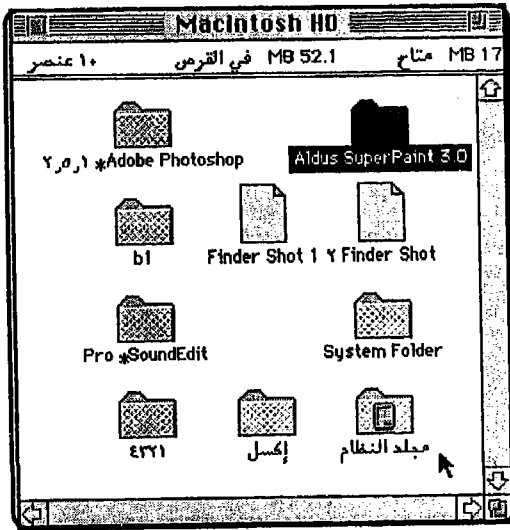 Macintosh HD
١٠ عنصر
52.1 MB في القرص
17 MB متاح
Aldus SuperPaint 3.0
Adobe Photoshop* ٢٫٥٫١
Finder Shot ٢
Finder Shot 1
b1
System Folder
SoundEdit* Pro
مجلد النظام
إكسل
٤٣٢١